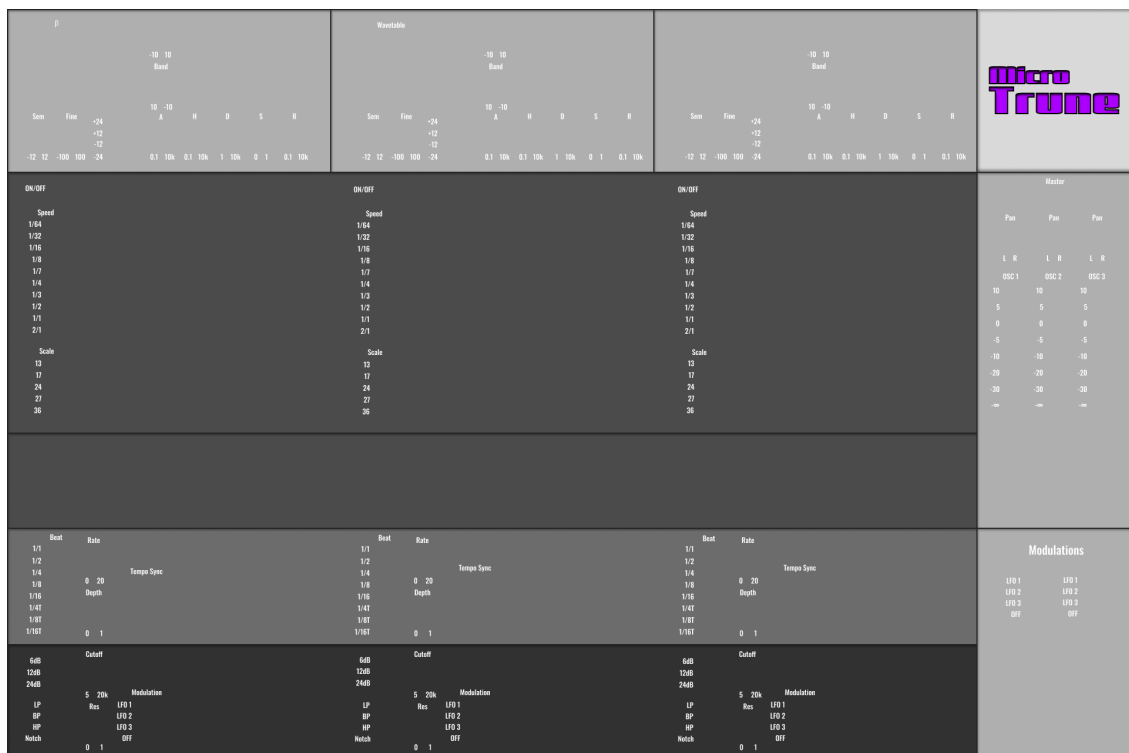 Wavetable
-10 10 -10 10 -10 10
Band Band Band
Micro
Trune
10 -10 10 -10 10 -10
Sem Fine A H D S R Sem Fine A H D S R Sem Fine A H D S R
+24 +24 +24
+12 +12 +12
-12 -12 -12
-12 12 -100 100 -24 0.1 10k 0.1 10k 1 10k 0 1 0.1 10k -12 12 -100 100 -24 0.1 10k 0.1 10k 1 10k 0 1 0.1 10k -12 12 -100 100 -24 0.1 10k 0.1 10k 1 10k 0 1 0.1 10k
ON/OFF ON/OFF ON/OFF
Speed Speed Speed
1/64 1/64 1/64
1/32 1/32 1/32
1/16 1/16 1/16
1/8 1/8 1/8
1/7 1/7 1/7
1/4 1/4 1/4
1/3 1/3 1/3
1/2 1/2 1/2
1/1 1/1 1/1
2/1 2/1 2/1
Scale Scale Scale
13 13 13
17 17 17
24 24 24
27 27 27
36 36 36
Master
Pan Pan Pan
L R L R L R
OSC 1 OSC 2 OSC 3
10 10 10
5 5 5
0 0 0
-5 -5 -5
-10 -10 -10
-20 -20 -20
-30 -30 -30
-∞ -∞ -∞
Beat Rate Beat Rate Beat Rate
1/1 1/1 1/1
1/2 1/2 1/2
1/4 Tempo Sync 1/4 Tempo Sync 1/4 Tempo Sync
1/8 0 20 1/8 0 20 1/8 0 20
1/16 Depth 1/16 Depth 1/16 Depth
1/4T 1/4T 1/4T
1/8T 1/8T 1/8T
1/16T 0 1 1/16T 0 1 1/16T 0 1
Modulations
LFO 1 LFO 1
LFO 2 LFO 2
LFO 3 LFO 3
OFF OFF
Cutoff Cutoff Cutoff
6dB 6dB 6dB
12dB 12dB 12dB
24dB 24dB 24dB
5 20k Modulation 5 20k Modulation 5 20k Modulation
LP Res LFO 1 LP Res LFO 1 LP Res LFO 1
BP LFO 2 BP LFO 2 BP LFO 2
HP LFO 3 HP LFO 3 HP LFO 3
Notch OFF Notch OFF Notch OFF
0 1 0 1 0 1